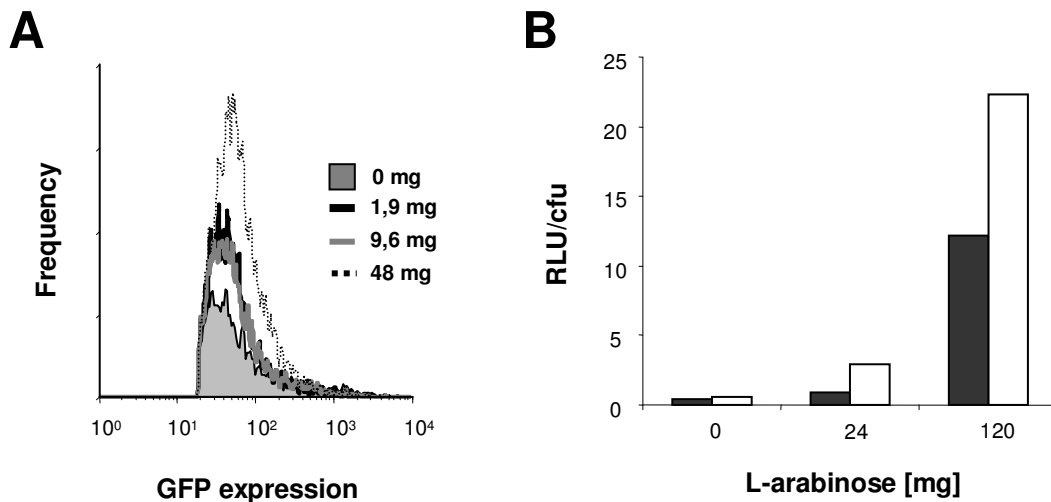 A
Frequency
0 mg
1,9 mg
9,6 mg
48 mg
10⁰ 10¹ 10² 10³ 10⁴
GFP expression
B
RLU/cfu
25
20
15
10
5
0
0 24 120
L-arabinose [mg]